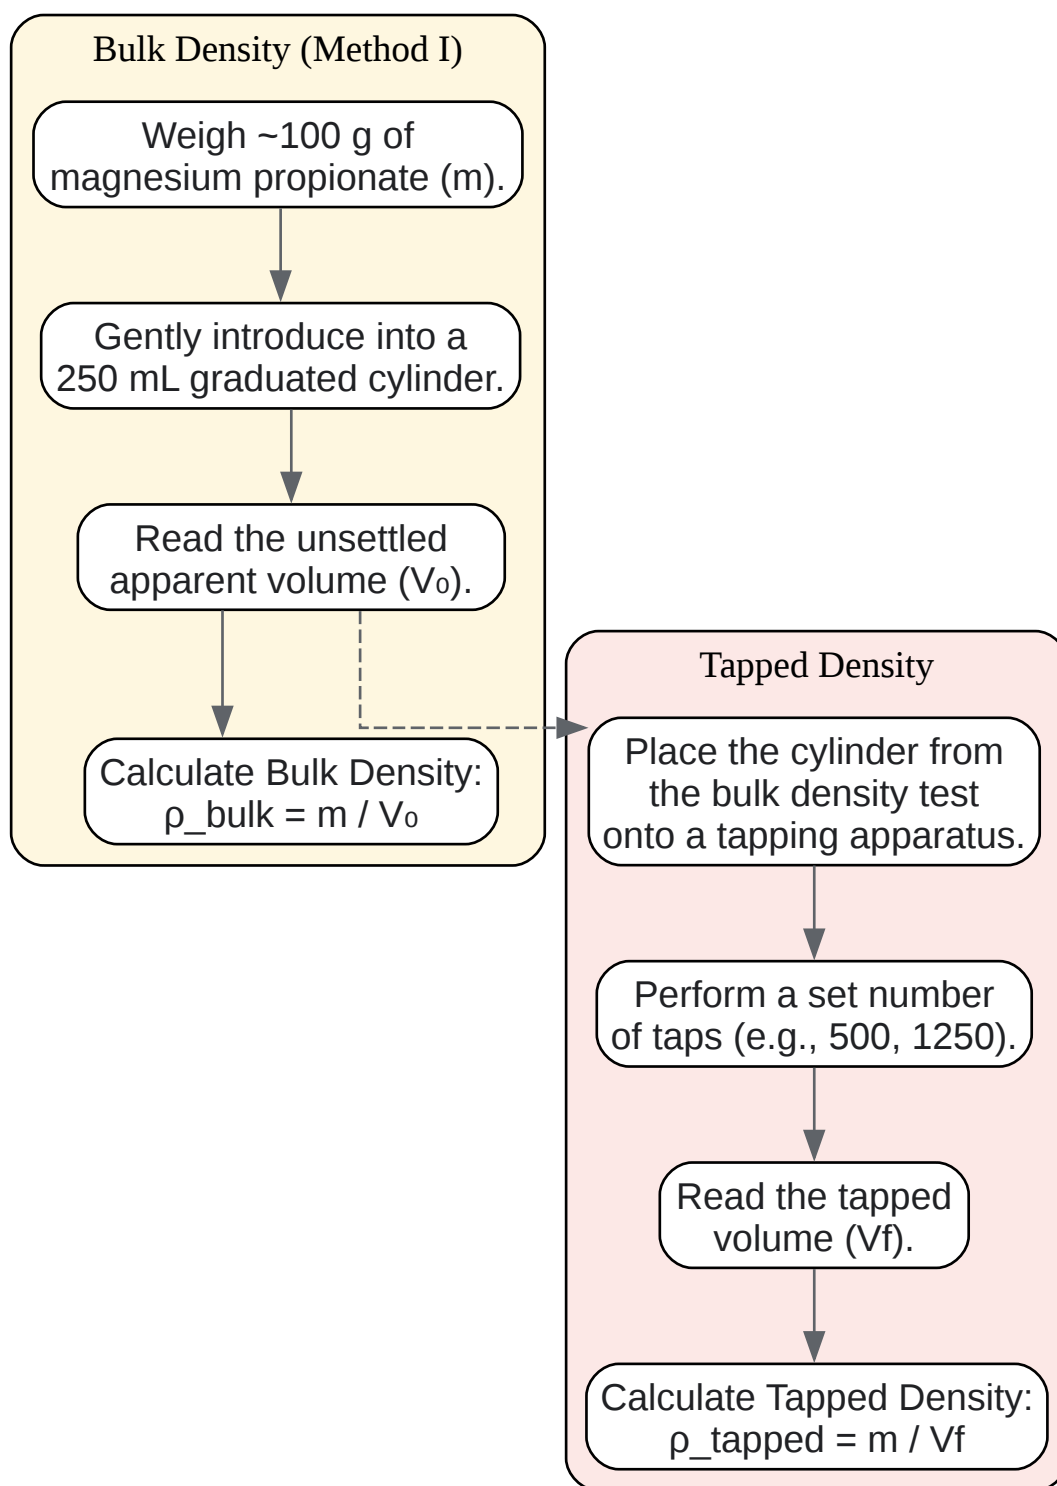 Bulk Density (Method I)
Weigh ~100 g of
magnesium propionate (m).
Gently introduce into a
250 mL graduated cylinder.
Read the unsettled
apparent volume (V₀).
Calculate Bulk Density:
ρ_bulk = m / V₀
Tapped Density
Place the cylinder from
the bulk density test
onto a tapping apparatus.
Perform a set number
of taps (e.g., 500, 1250).
Read the tapped
volume (Vf).
Calculate Tapped Density:
ρ_tapped = m / Vf